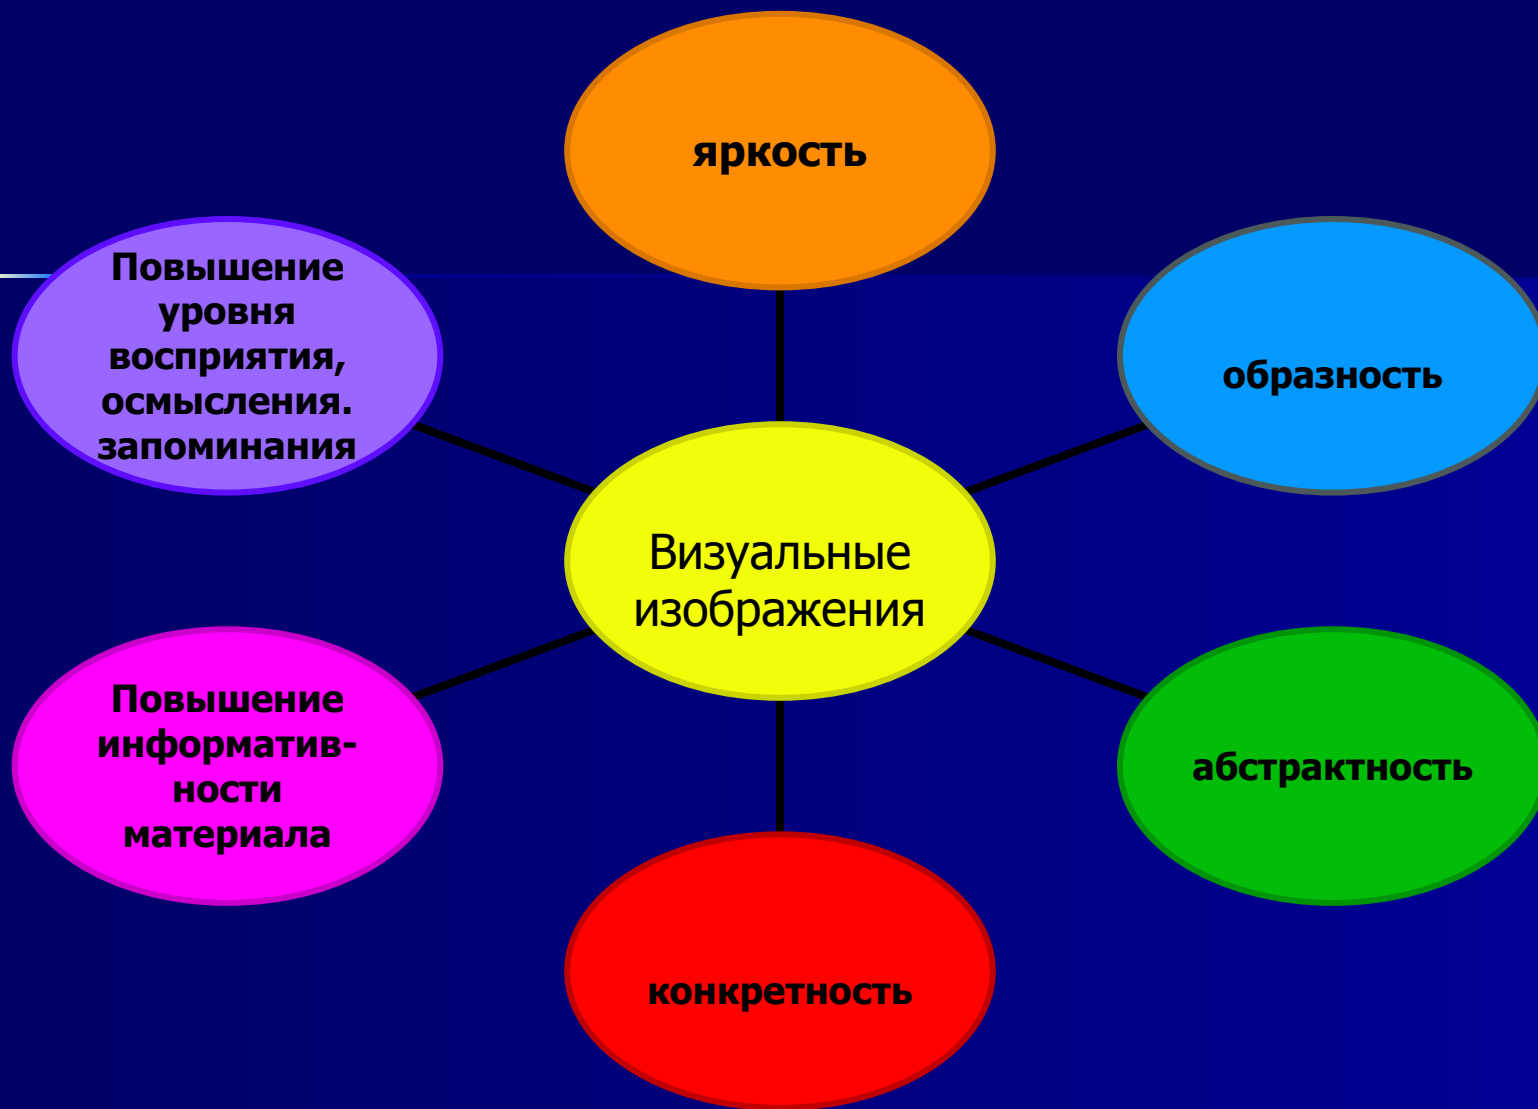 яркость
Повышение
уровня
восприятия,
осмысления.
запоминания
образность
Визуальные
изображения
Повышение
информатив-
ности
материала
абстрактность
конкретность